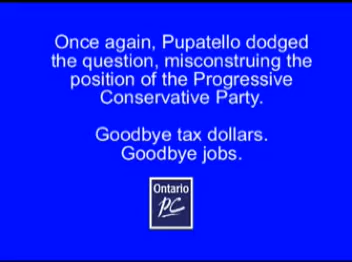 Once again, Pupatello dodged
the question, misconstruing the
position of the Progressive
Conservative Party.
Goodbye tax dollars.
Goodbye jobs.
Ontario
PC